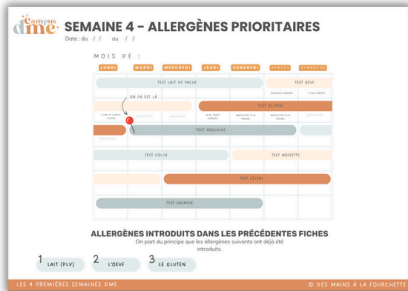 campus
dme
SEMAINE 4 - ALLERGÈNES PRIORITAIRES
Date : du / / au / /
MOIS DE :
LUNDI MARDI MERCREDI JEUDI VENDREDI SAMEDI DIMANCHE
TEST LAIT DE VACHE TEST OEUF
ON EN EST LÀ
TEST GLUTEN
TEST ARACHIDE
TEST COLIN TEST NOISETTE
TEST CÉLERI
TEST SAUMON
ALLERGÈNES INTRODUITS DANS LES PRÉCÉDENTES FICHES
On part du principe que les allergènes suivants ont déjà été
introduits:
1 LAIT (PLV) 2 L'OEUF 3 LE GLUTEN
LES 4 PREMIÈRES SEMAINES DME © DES MAINS À LA FOURCHETTE